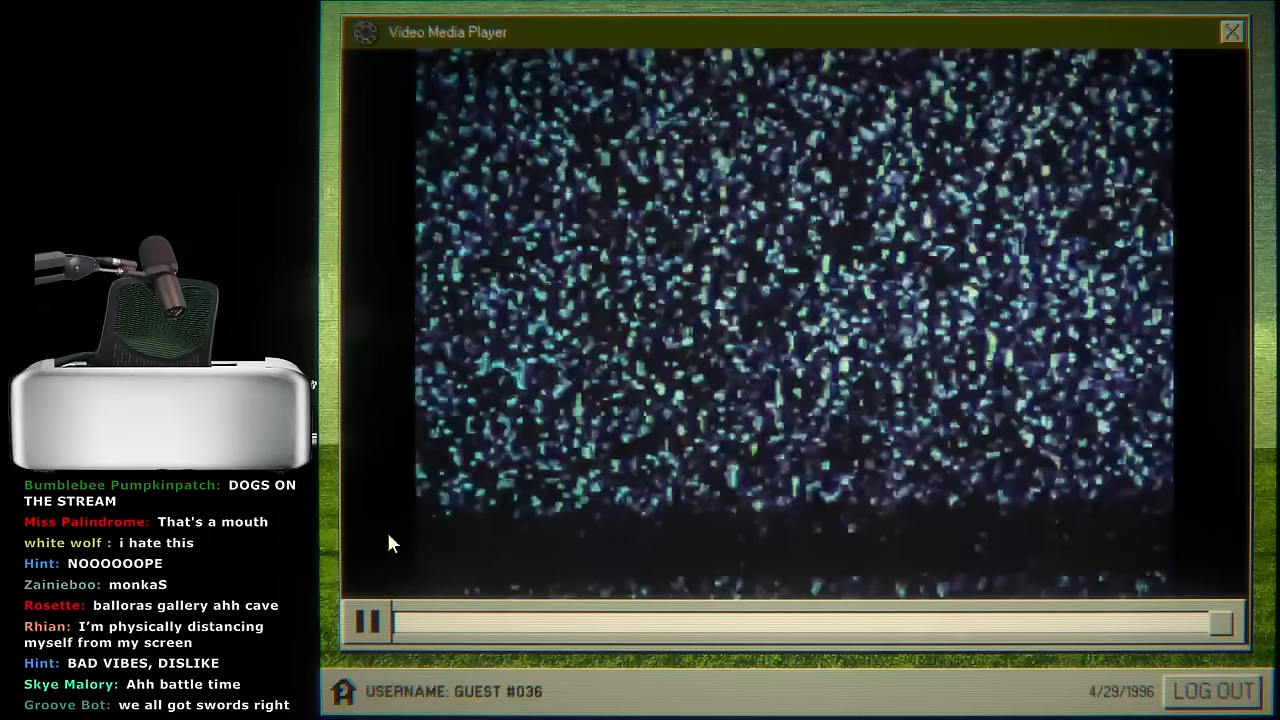 Video Media Player
Bumblebee Pumpkinpatch: DOGS ON
THE STREAM
Miss Palindrome: That's a mouth
white wolf : i hate this
Hint: NOOOOOOPE
Zainieboo: monkaS
Rosette: balloras gallery ahh cave
Rhian: I’m physically distancing
myself from my screen
Hint: BAD VIBES, DISLIKE
Skye Malory: Ahh battle time
Groove Bot: we all got swords right
USERNAME: GUEST #036
4/29/1996
LOG OUT